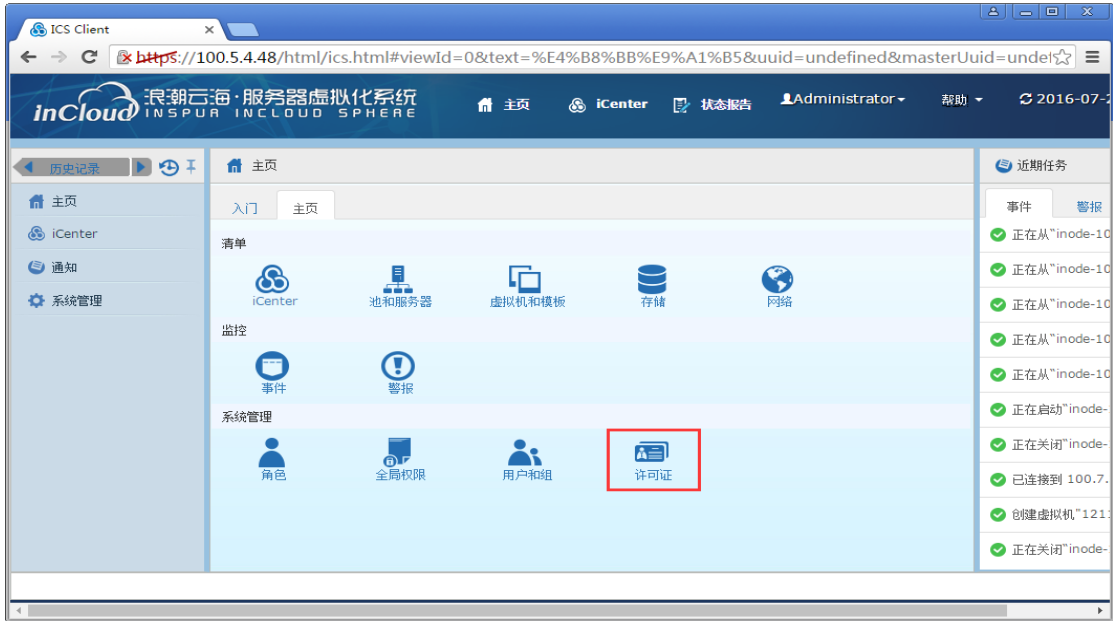 ICS Client
https://100.5.4.48/html/ics.html#viewId=0&text=%E4%B8%BB%E9%A1%B5&uuid=undefined&masterUuid=undef
inCloud 浪潮云海·服务器虚拟化系统
INSPUR INCLOUD SPHERE
主页 iCenter 状态报告 Administrator 帮助 2016-07-2
历史记录
主页
iCenter
通知
系统管理
主页
入门 主页
清单
iCenter 池和服务器 虚拟机和模板 存储 网络
监控
事件 警报
系统管理
角色 全局权限 用户和组 许可证
近期任务
事件 警报
正在从"inode-10
正在从"inode-10
正在从"inode-10
正在从"inode-10
正在从"inode-10
正在启动"inode-
正在关闭"inode-
已连接到 100.7.
创建虚拟机"121
正在关闭"inode-